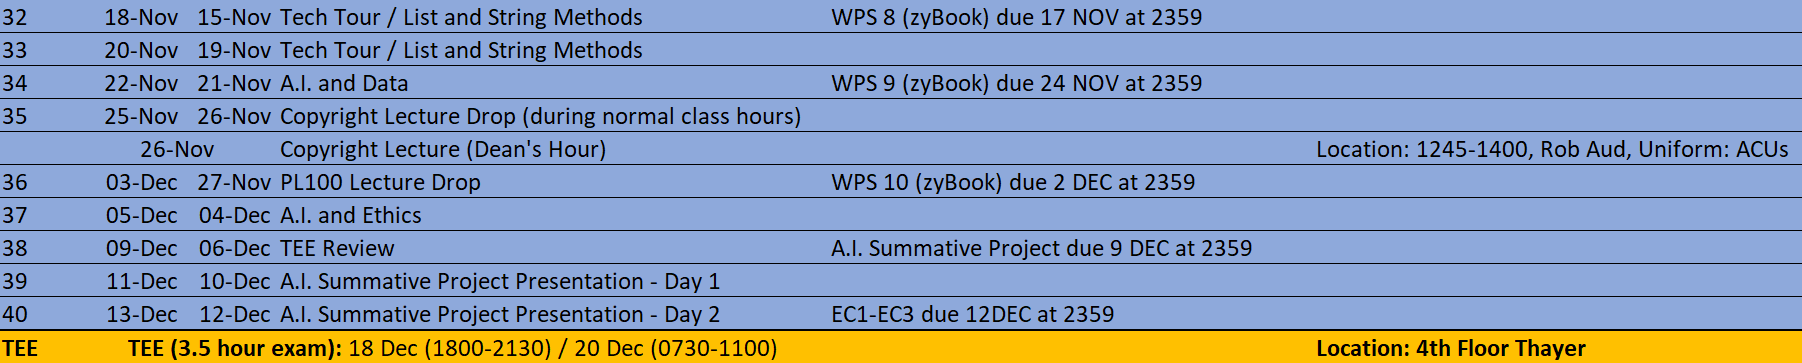 32 18-Nov 15-Nov Tech Tour / List and String Methods WPS 8 (zyBook) due 17 NOV at 2359
33 20-Nov 19-Nov Tech Tour / List and String Methods
34 22-Nov 21-Nov A.I. and Data WPS 9 (zyBook) due 24 NOV at 2359
35 25-Nov 26-Nov Copyright Lecture Drop (during normal class hours)
26-Nov Copyright Lecture (Dean's Hour) Location: 1245-1400, Rob Aud, Uniform: ACUs
36 03-Dec 27-Nov PL100 Lecture Drop WPS 10 (zyBook) due 2 DEC at 2359
37 05-Dec 04-Dec A.I. and Ethics
38 09-Dec 06-Dec TEE Review A.I. Summative Project due 9 DEC at 2359
39 11-Dec 10-Dec A.I. Summative Project Presentation - Day 1
40 13-Dec 12-Dec A.I. Summative Project Presentation - Day 2 EC1-EC3 due 12DEC at 2359
TEE TEE (3.5 hour exam): 18 Dec (1800-2130) / 20 Dec (0730-1100) Location: 4th Floor Thayer